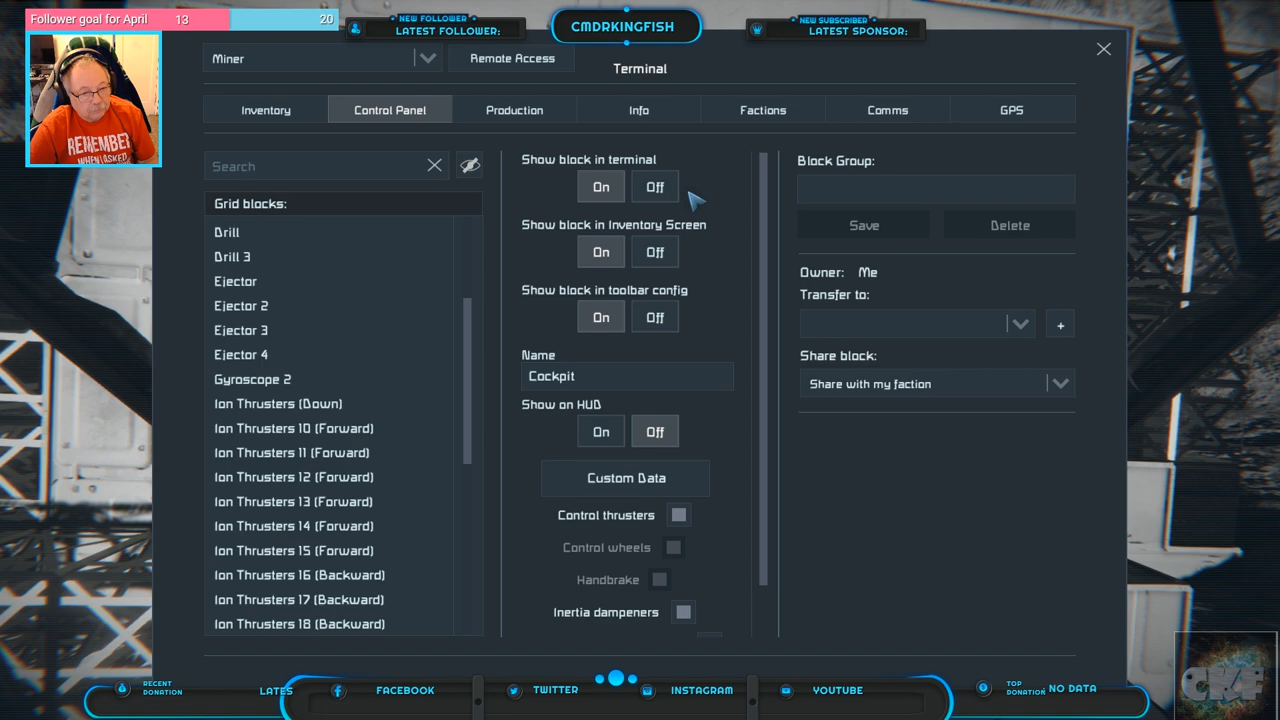 Follower goal for April 13 20
NEW FOLLOWER
LATEST FOLLOWER:
CMDRKINGFISH
NEW SUBSCRIBER
LATEST SPONSOR:
Miner
Remote Access
Terminal
Inventory
Control Panel
Production
Info
Factions
Comms
GPS
REMEMBER
WHEN I ASKED
Search
Grid blocks:
Drill
Drill 3
Ejector
Ejector 2
Ejector 3
Ejector 4
Gyroscope 2
Ion Thrusters (Down)
Ion Thrusters 10 (Forward)
Ion Thrusters 11 (Forward)
Ion Thrusters 12 (Forward)
Ion Thrusters 13 (Forward)
Ion Thrusters 14 (Forward)
Ion Thrusters 15 (Forward)
Ion Thrusters 16 (Backward)
Ion Thrusters 17 (Backward)
Ion Thrusters 18 (Backward)
Show block in terminal
On Off
Show block in Inventory Screen
On Off
Show block in toolbar config
On Off
Name
Cockpit
Show on HUD
On Off
Custom Data
Control thrusters
Control wheels
Handbrake
Inertia dampeners
Block Group:
Save Delete
Owner: Me
Transfer to:
+
Share block:
Share with my faction
RECENT
DONATION
LATES
FACEBOOK
TWITTER
INSTAGRAM
YOUTUBE
TOP
DONATION
NO DATA
CKF